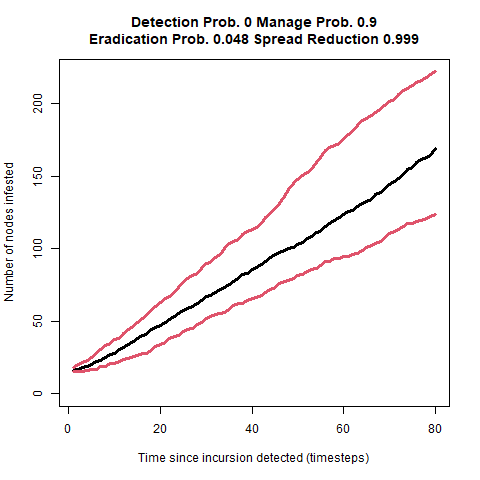 Detection Prob. 0 Manage Prob. 0.9
Eradication Prob. 0.048 Spread Reduction 0.999
Number of nodes infested
200
150
100
50
0
0 20 40 60 80
Time since incursion detected (timesteps)